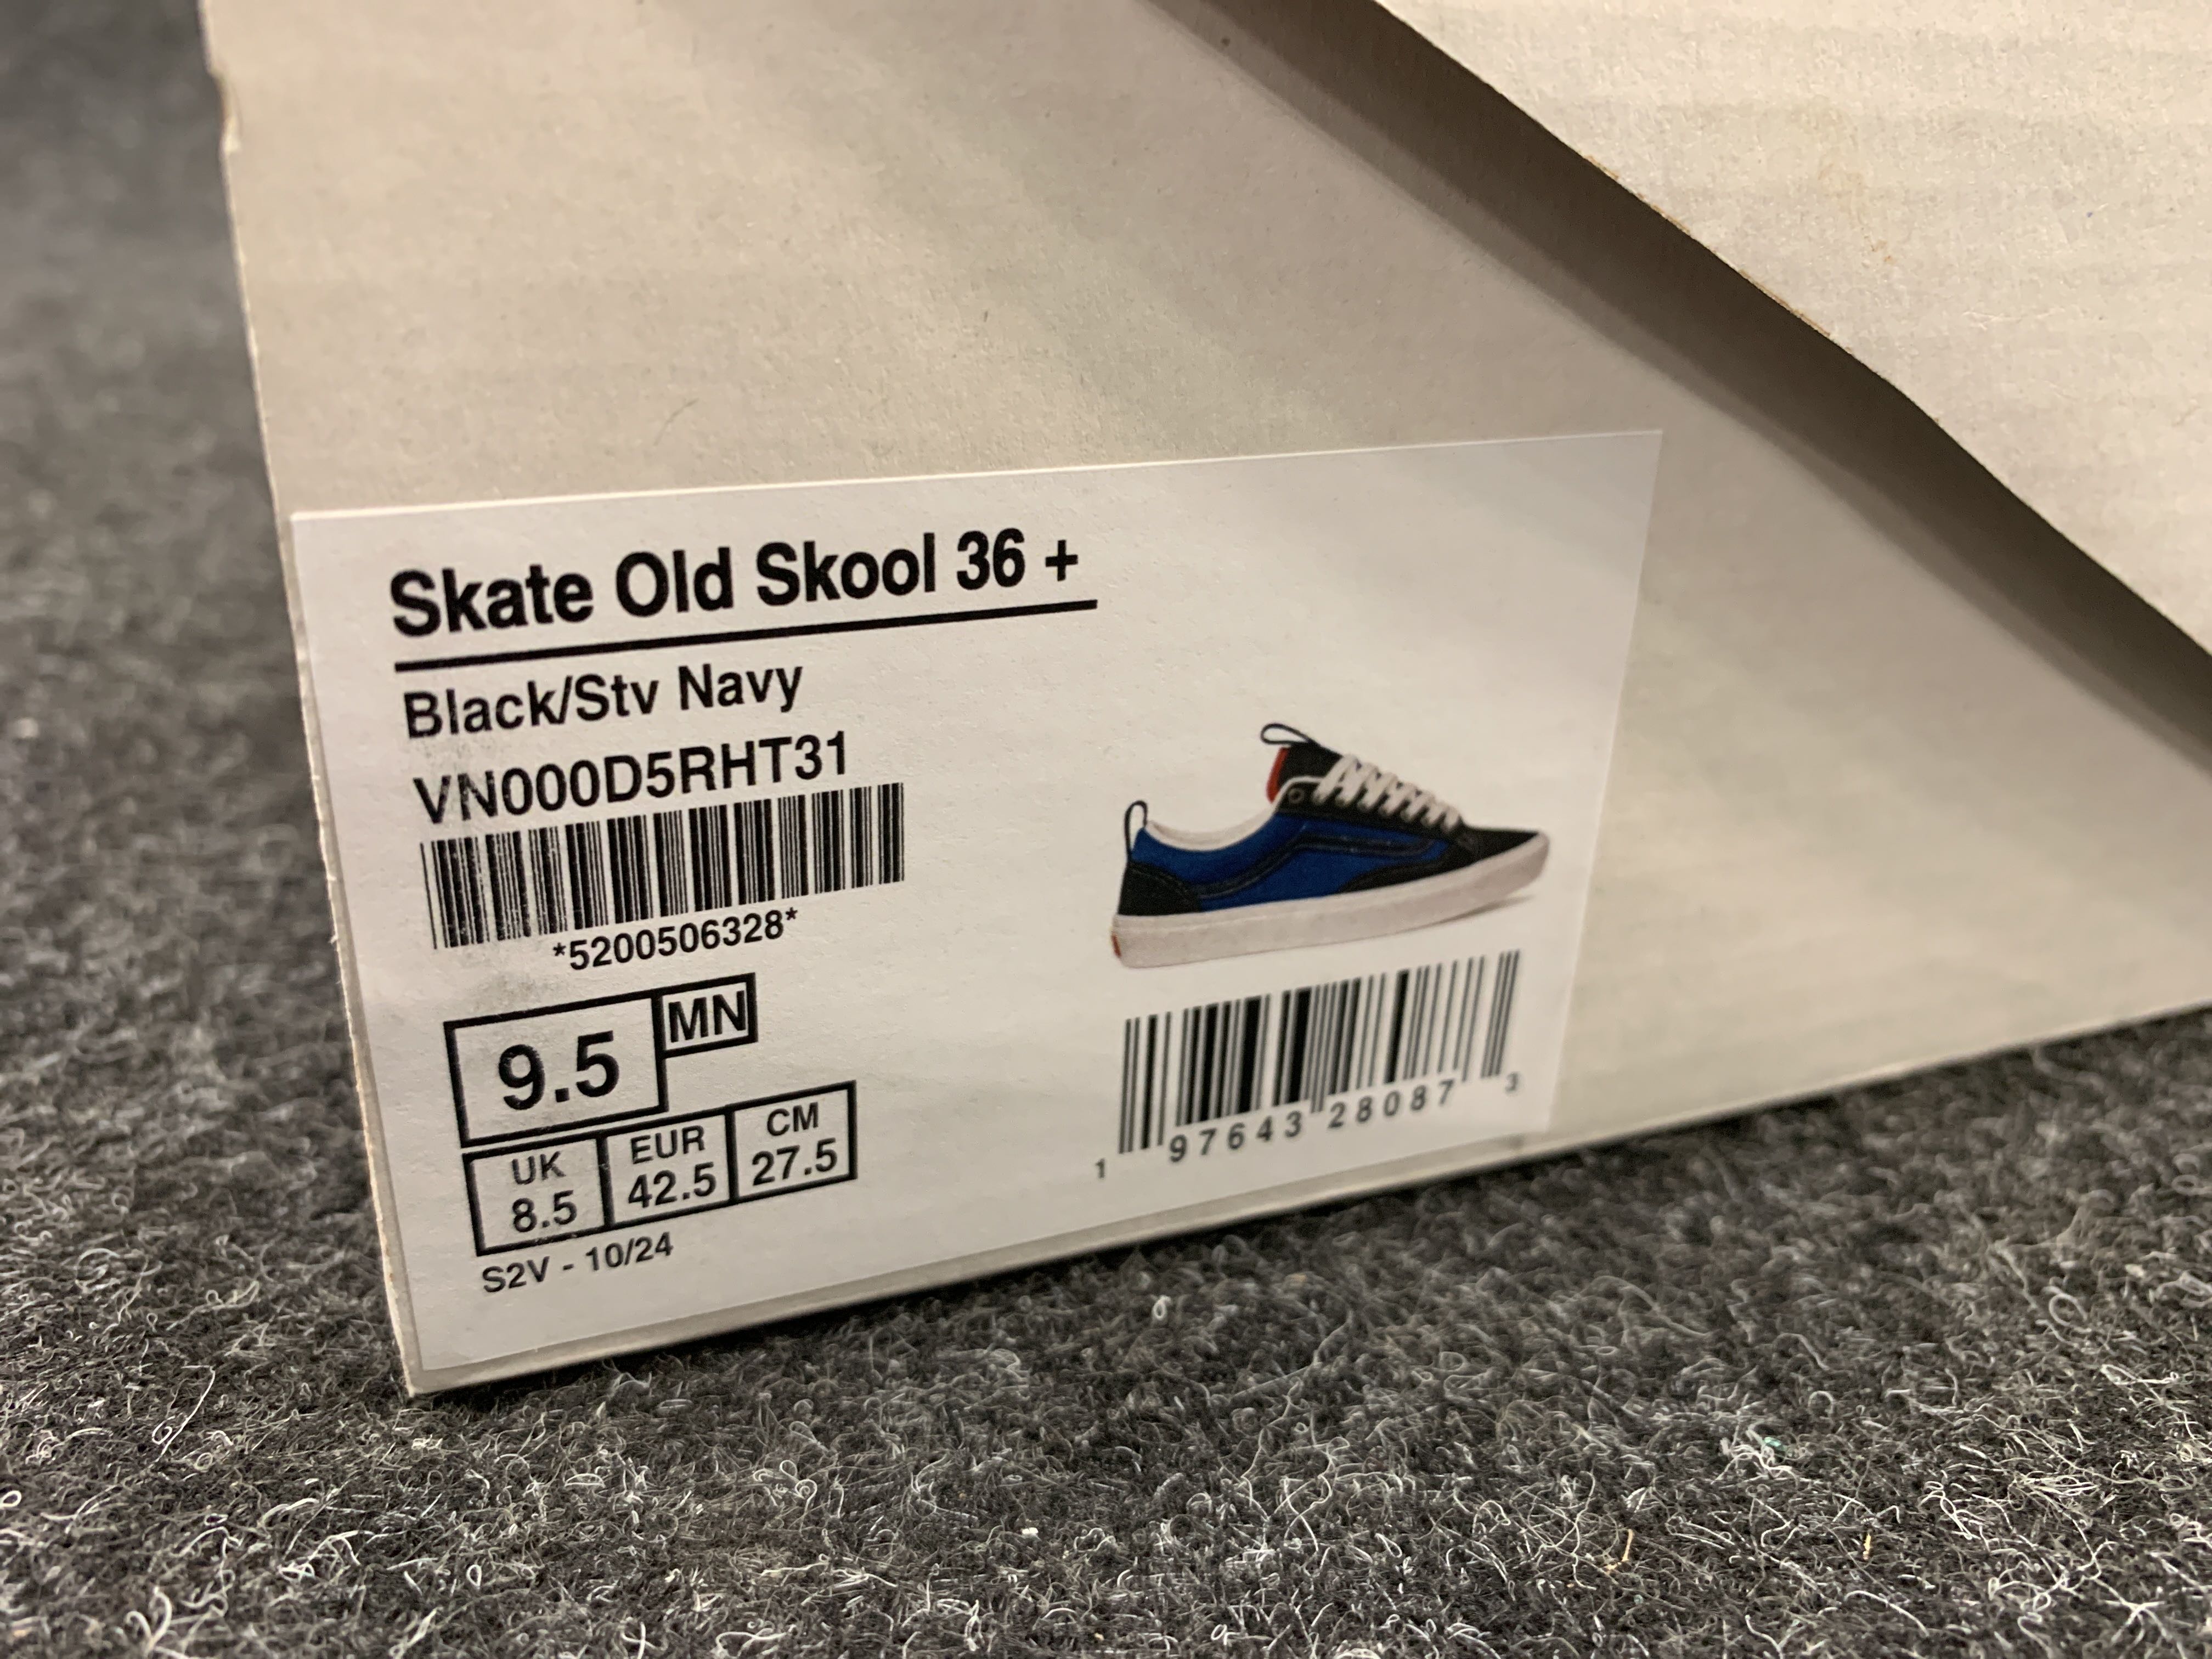 Skate Old Skool 36 +
Black/Stv Navy
VN000D5RHT31
*5200506328*
9.5 MN
UK EUR CM
8.5 42.5 27.5
S2V - 10/24
1 97643 28087 3